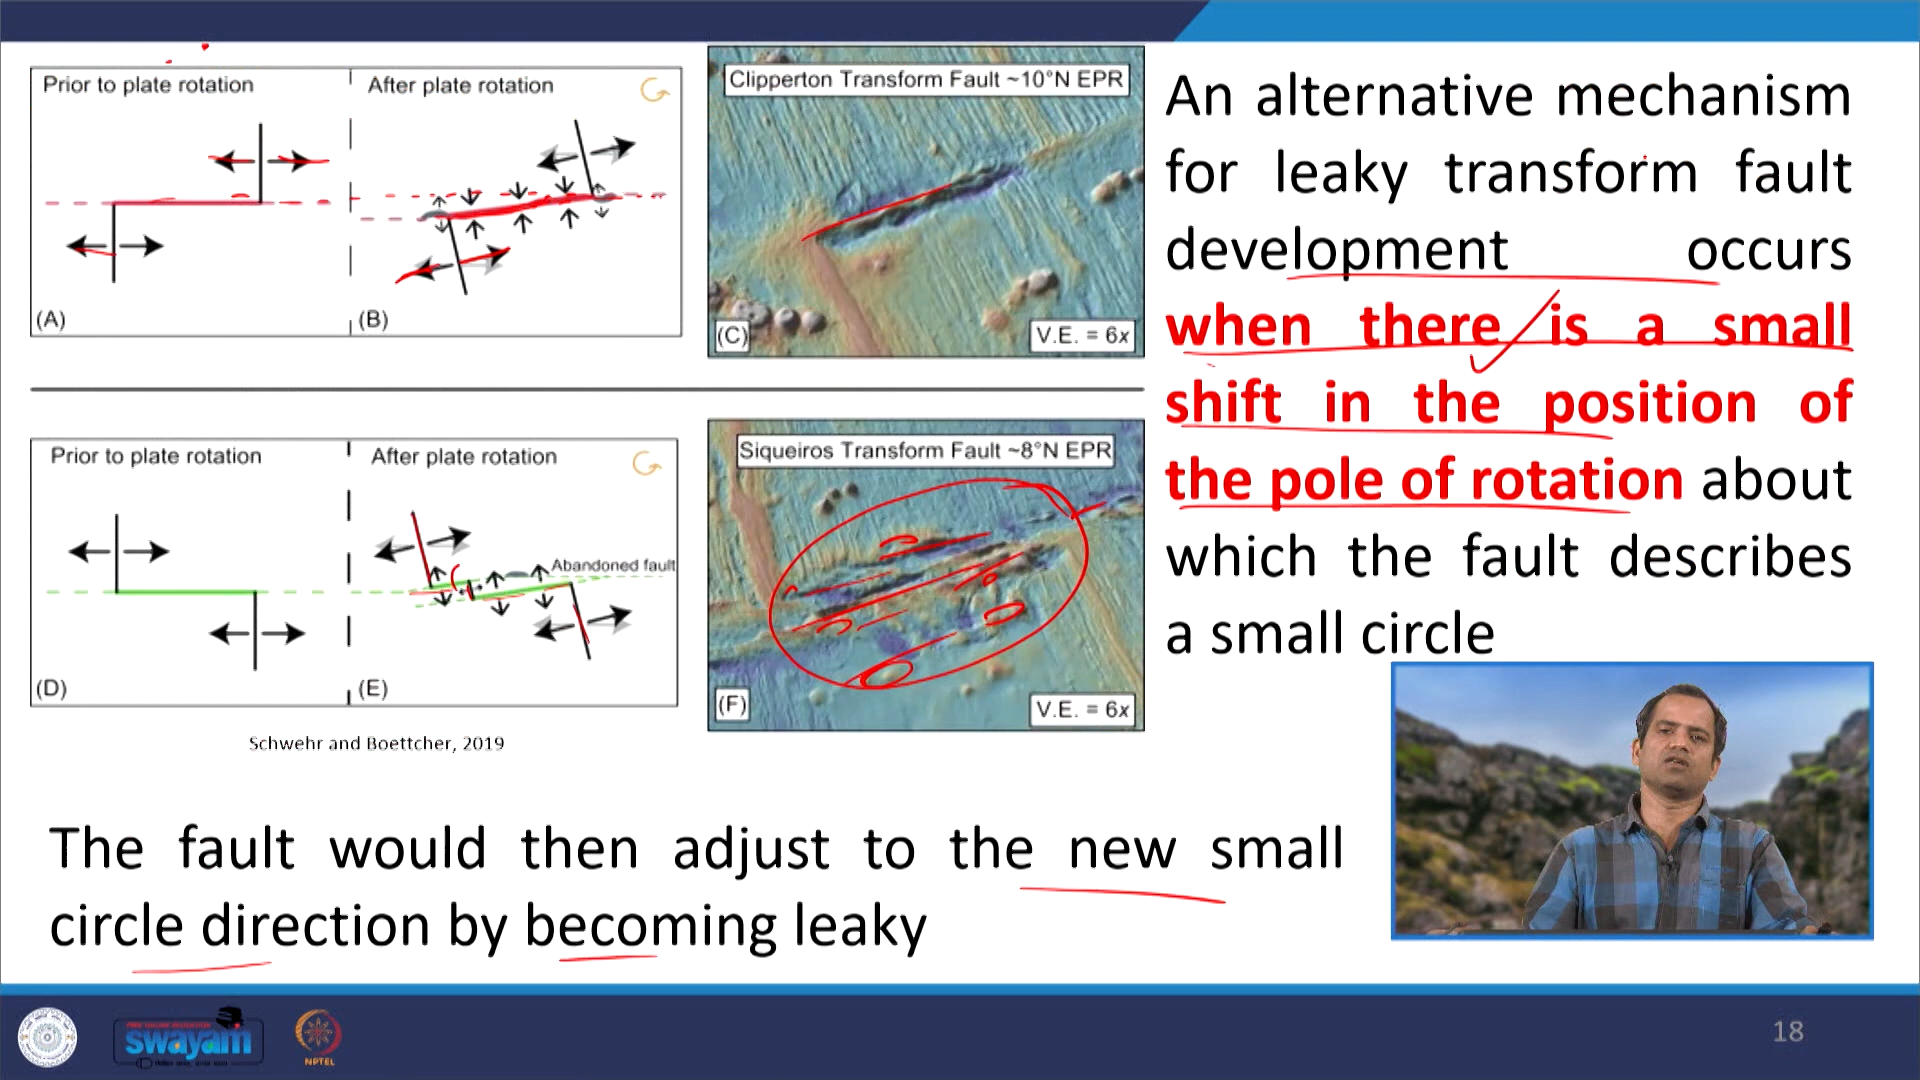 Prior to plate rotation
After plate rotation
(A)
(B)
Clipperton Transform Fault ~10°N EPR
(C)
V.E. = 6x
An alternative mechanism
for leaky transform fault
development occurs
when there is a small
shift in the position of
the pole of rotation about
which the fault describes
a small circle
Prior to plate rotation
After plate rotation
Abandoned fault
(D)
(E)
Siqueiros Transform Fault ~8°N EPR
(F)
V.E. = 6x
Schwehr and Boettcher, 2019
The fault would then adjust to the new small
circle direction by becoming leaky
swayam
NPTEL
18